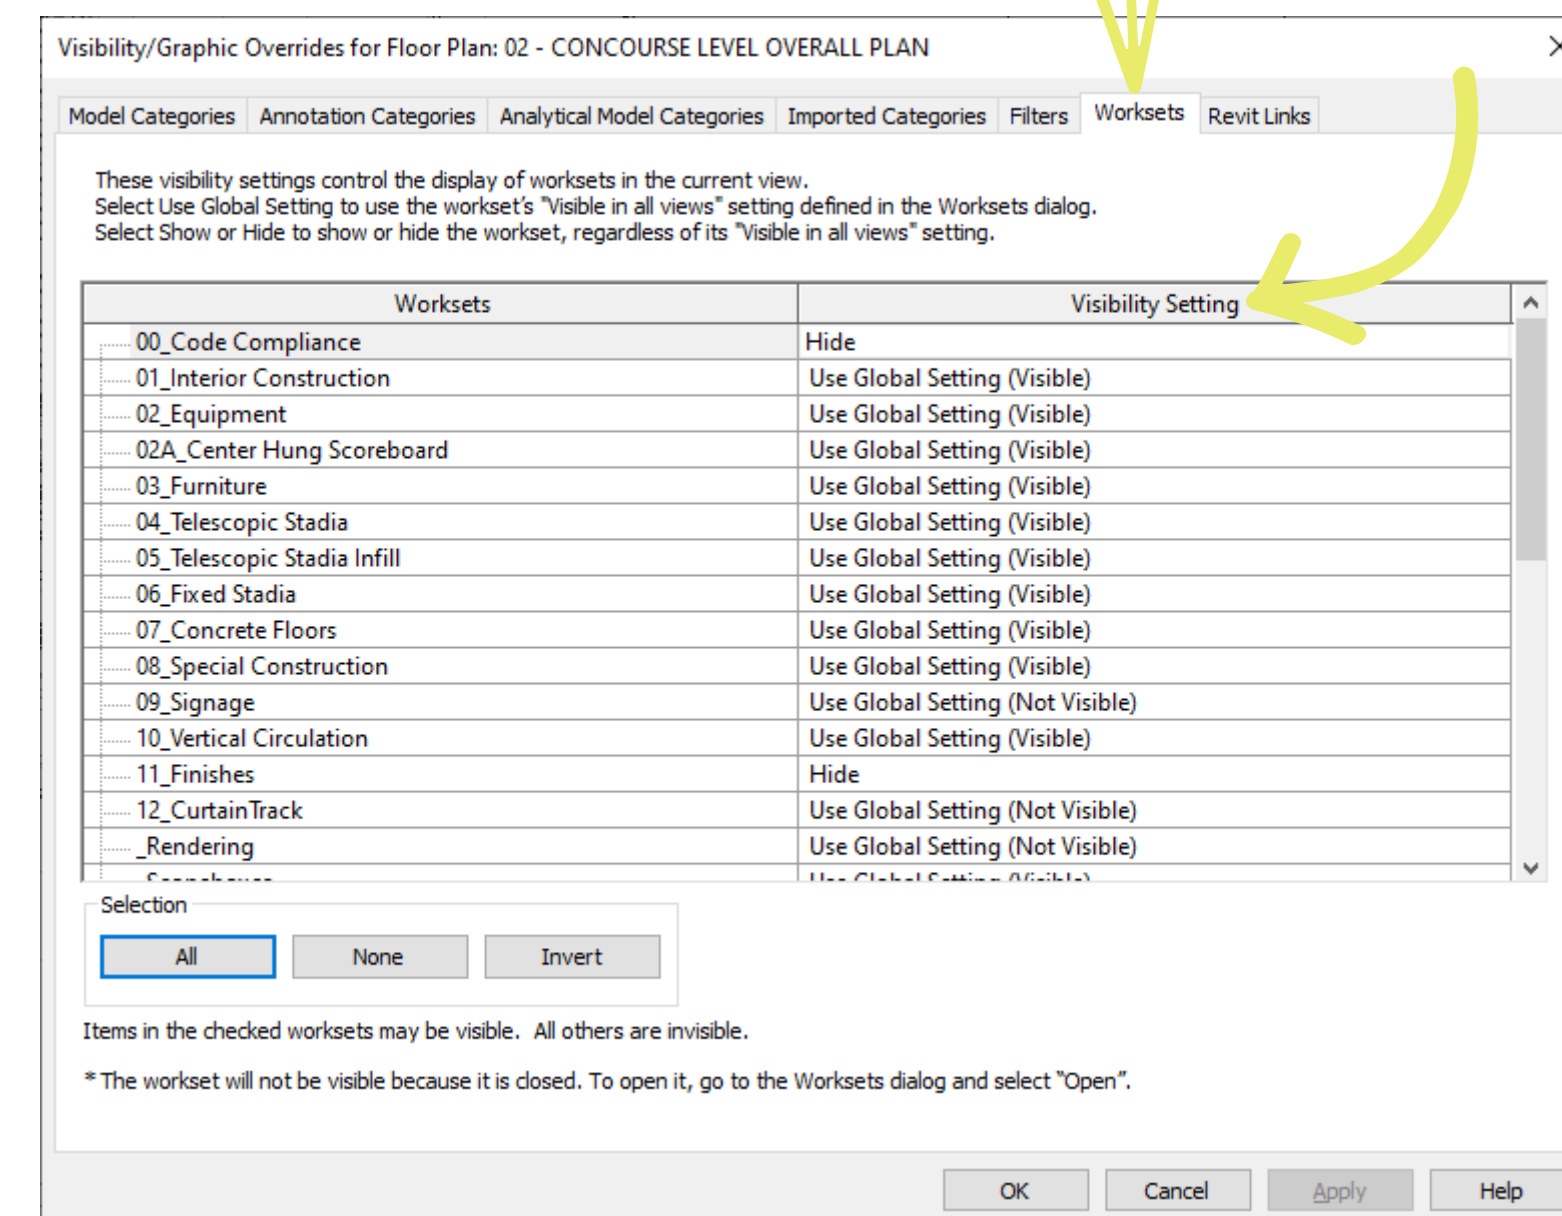 Visibility/Graphic Overrides for Floor Plan: 02 - CONCOURSE LEVEL OVERALL PLAN
Model Categories Annotation Categories Analytical Model Categories Imported Categories Filters Worksets Revit Links
These visibility settings control the display of worksets in the current view.
Select Use Global Setting to use the workset's "Visible in all views" setting defined in the Worksets dialog.
Select Show or Hide to show or hide the workset, regardless of its "Visible in all views" setting.
Worksets Visibility Setting
00_Code Compliance Hide
01_Interior Construction Use Global Setting (Visible)
02_Equipment Use Global Setting (Visible)
02A_Center Hung Scoreboard Use Global Setting (Visible)
03_Furniture Use Global Setting (Visible)
04_Telescopic Stadia Use Global Setting (Visible)
05_Telescopic Stadia Infill Use Global Setting (Visible)
06_Fixed Stadia Use Global Setting (Visible)
07_Concrete Floors Use Global Setting (Visible)
08_Special Construction Use Global Setting (Visible)
09_Signage Use Global Setting (Not Visible)
10_Vertical Circulation Use Global Setting (Visible)
11_Finishes Hide
12_CurtainTrack Use Global Setting (Not Visible)
_Rendering Use Global Setting (Not Visible)
Use Global Setting (Visible)
Selection
All None Invert
Items in the checked worksets may be visible. All others are invisible.
* The workset will not be visible because it is closed. To open it, go to the Worksets dialog and select "Open".
OK Cancel Apply Help